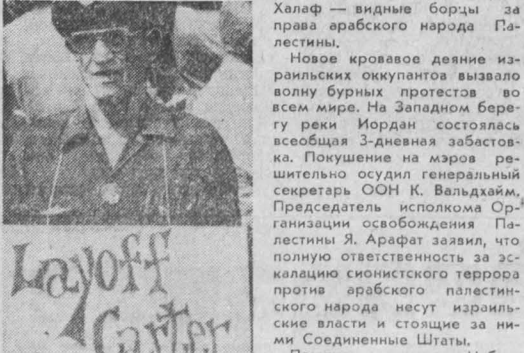 Layoff
Carter
Халаф — видные борцы за
права арабского народа Па-
лестины.
Новое кровавое деяние из-
раильских оккупантов вызвало
волну бурных протестов во
всем мире. На Западном бере-
гу реки Иордан состоялась
всеобщая 3-дневная забастов-
ка. Покушение на мэров ре-
шительно осудил генеральный
секретарь ООН К. Вальдхайм.
Председатель исполкома Ор-
ганизации освобождения Па-
лестины Я. Арафат заявил, что
полную ответственность за эс-
калацию сионистского террора
против арабского палестин-
ского народа несут израиль-
ские власти и стоящие за ни-
ми Соединенные Штаты.